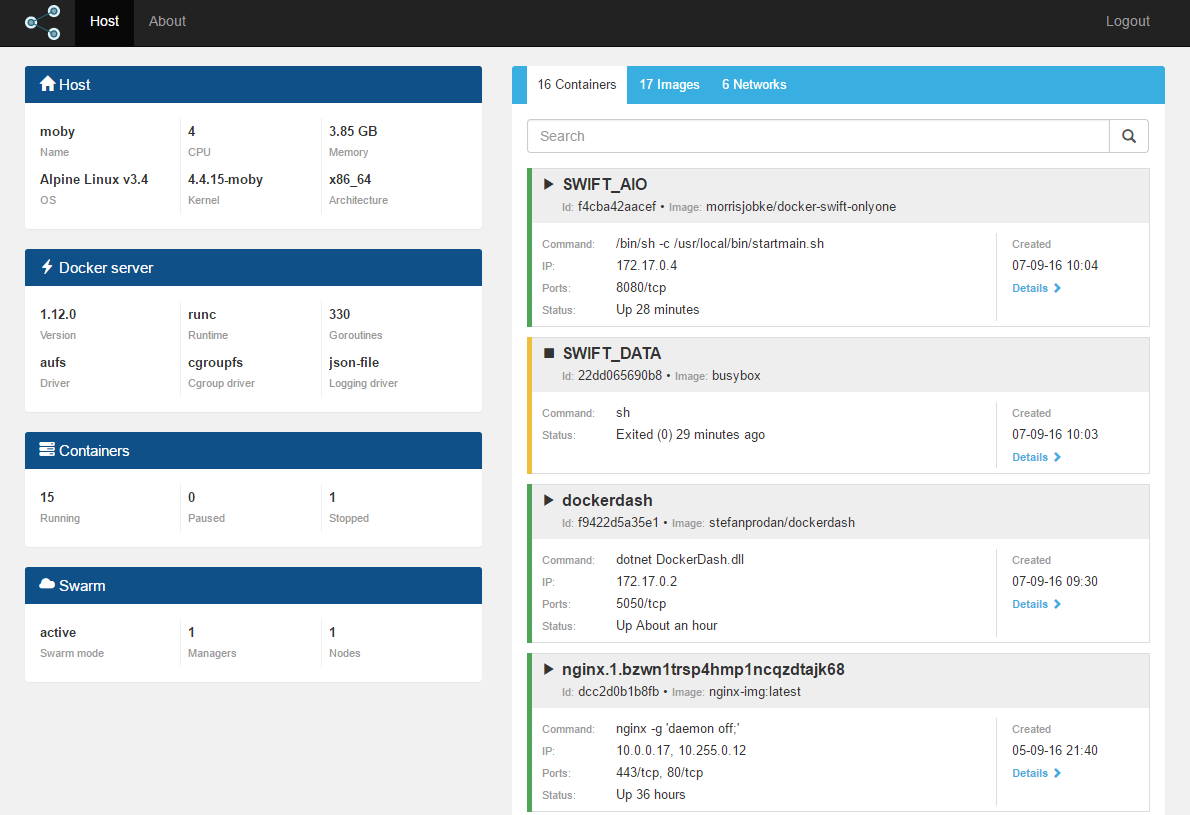 Host About Logout
Host
moby 4 3.85 GB
Name CPU Memory
Alpine Linux v3.4 4.4.15-moby x86_64
OS Kernel Architecture
Docker server
1.12.0 runc 330
Version Runtime Goroutines
aufs cgroupfs json-file
Driver Cgroup driver Logging driver
Containers
15 0 1
Running Paused Stopped
Swarm
active 1 1
Swarm mode Managers Nodes
16 Containers 17 Images 6 Networks
Search
SWIFT_AIO
Id: f4cba42aacef • Image: morrisjobke/docker-swift-onlyone
Command: /bin/sh -c /usr/local/bin/startmain.sh
IP: 172.17.0.4
Ports: 8080/tcp
Status: Up 28 minutes
Created
07-09-16 10:04
Details
SWIFT_DATA
Id: 22dd065690b8 • Image: busybox
Command: sh
Status: Exited (0) 29 minutes ago
Created
07-09-16 10:03
Details
dockerdash
Id: f9422d5a35e1 • Image: stefanprodan/dockerdash
Command: dotnet DockerDash.dll
IP: 172.17.0.2
Ports: 5050/tcp
Status: Up About an hour
Created
07-09-16 09:30
Details
nginx.1.bzwn1trsp4hmp1ncqzdtajk68
Id: dcc2d0b1b8fb • Image: nginx-img:latest
Command: nginx -g 'daemon off;'
IP: 10.0.0.17, 10.255.0.12
Ports: 443/tcp, 80/tcp
Status: Up 36 hours
Created
05-09-16 21:40
Details